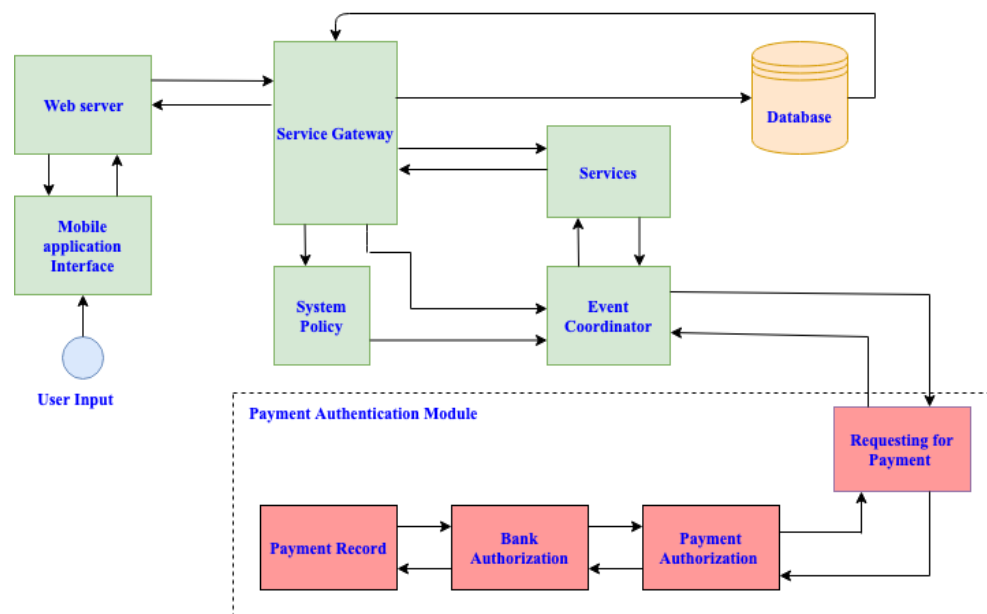 Web server
Service Gateway
Database
Services
Mobile
application
Interface
System
Policy
Event
Coordinator
User Input
Payment Authentication Module
Requesting for
Payment
Payment Record
Bank
Authorization
Payment
Authorization